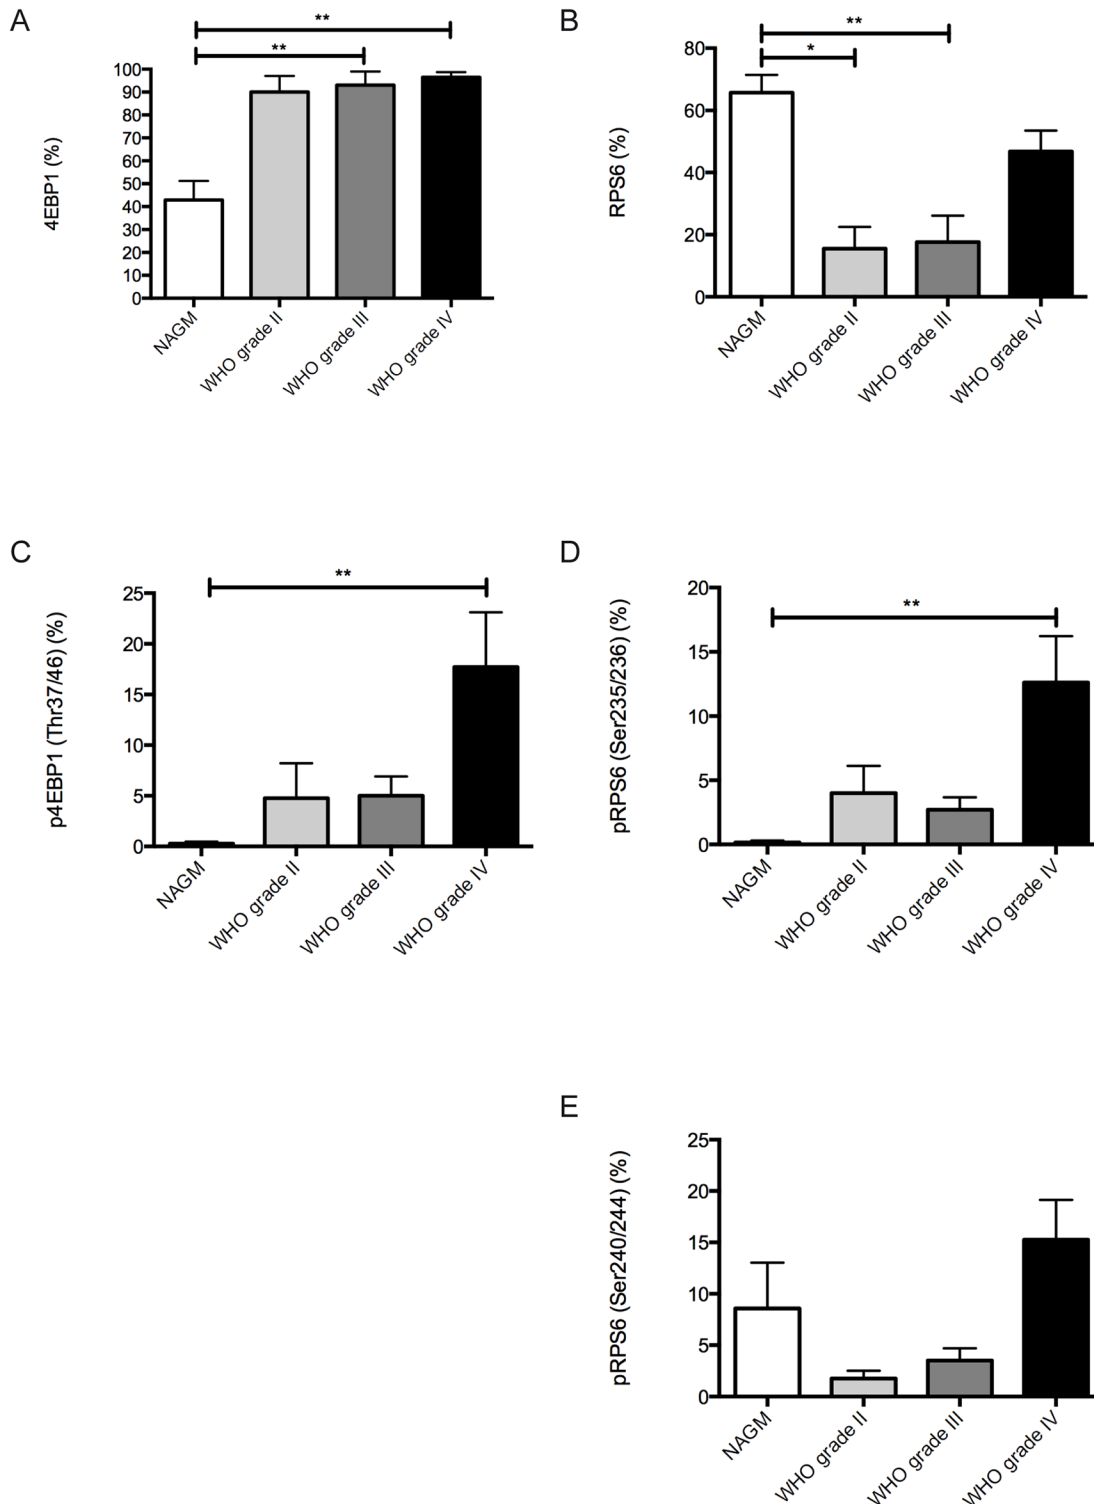 A
**
**
4EBP1 (%)
100
90
80
70
60
50
40
30
20
10
0
NAGM
WHO grade II
WHO grade III
WHO grade IV
B
**
*
RPS6 (%)
80
60
40
20
0
NAGM
WHO grade II
WHO grade III
WHO grade IV
C
**
p4EBP1 (Thr37/46) (%)
25
20
15
10
5
0
NAGM
WHO grade II
WHO grade III
WHO grade IV
D
**
pRPS6 (Ser235/236) (%)
20
15
10
5
0
NAGM
WHO grade II
WHO grade III
WHO grade IV
E
pRPS6 (Ser240/244) (%)
25
20
15
10
5
0
NAGM
WHO grade II
WHO grade III
WHO grade IV